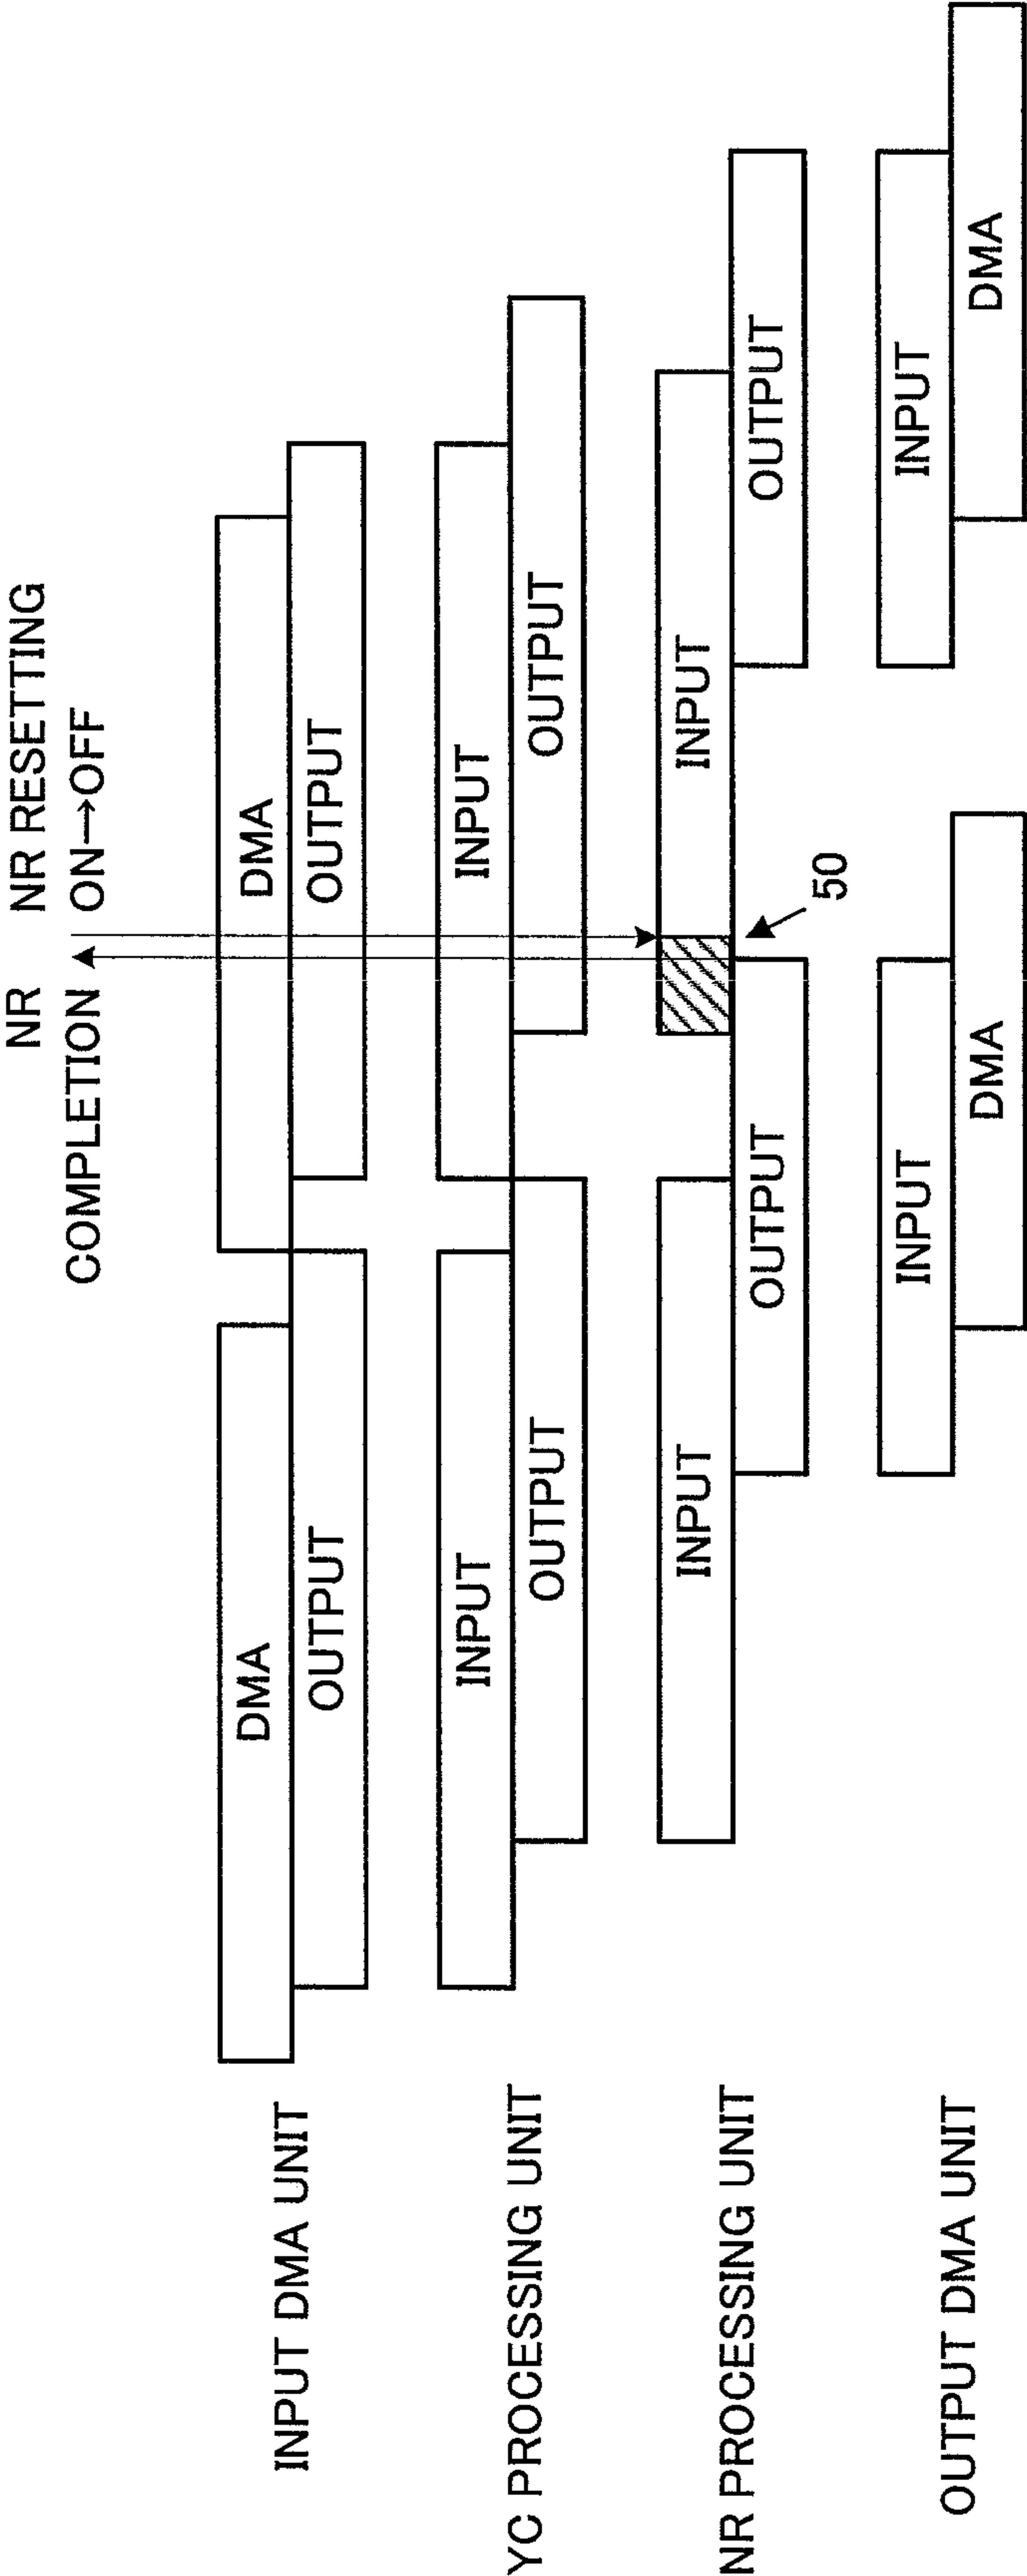 NR
COMPLETION
NR RESETTING
ON→OFF
INPUT DMA UNIT
DMA
DMA
OUTPUT
OUTPUT
YC PROCESSING UNIT
INPUT
INPUT
OUTPUT
OUTPUT
NR PROCESSING UNIT
INPUT
INPUT
OUTPUT
OUTPUT
50
OUTPUT DMA UNIT
INPUT
INPUT
DMA
DMA